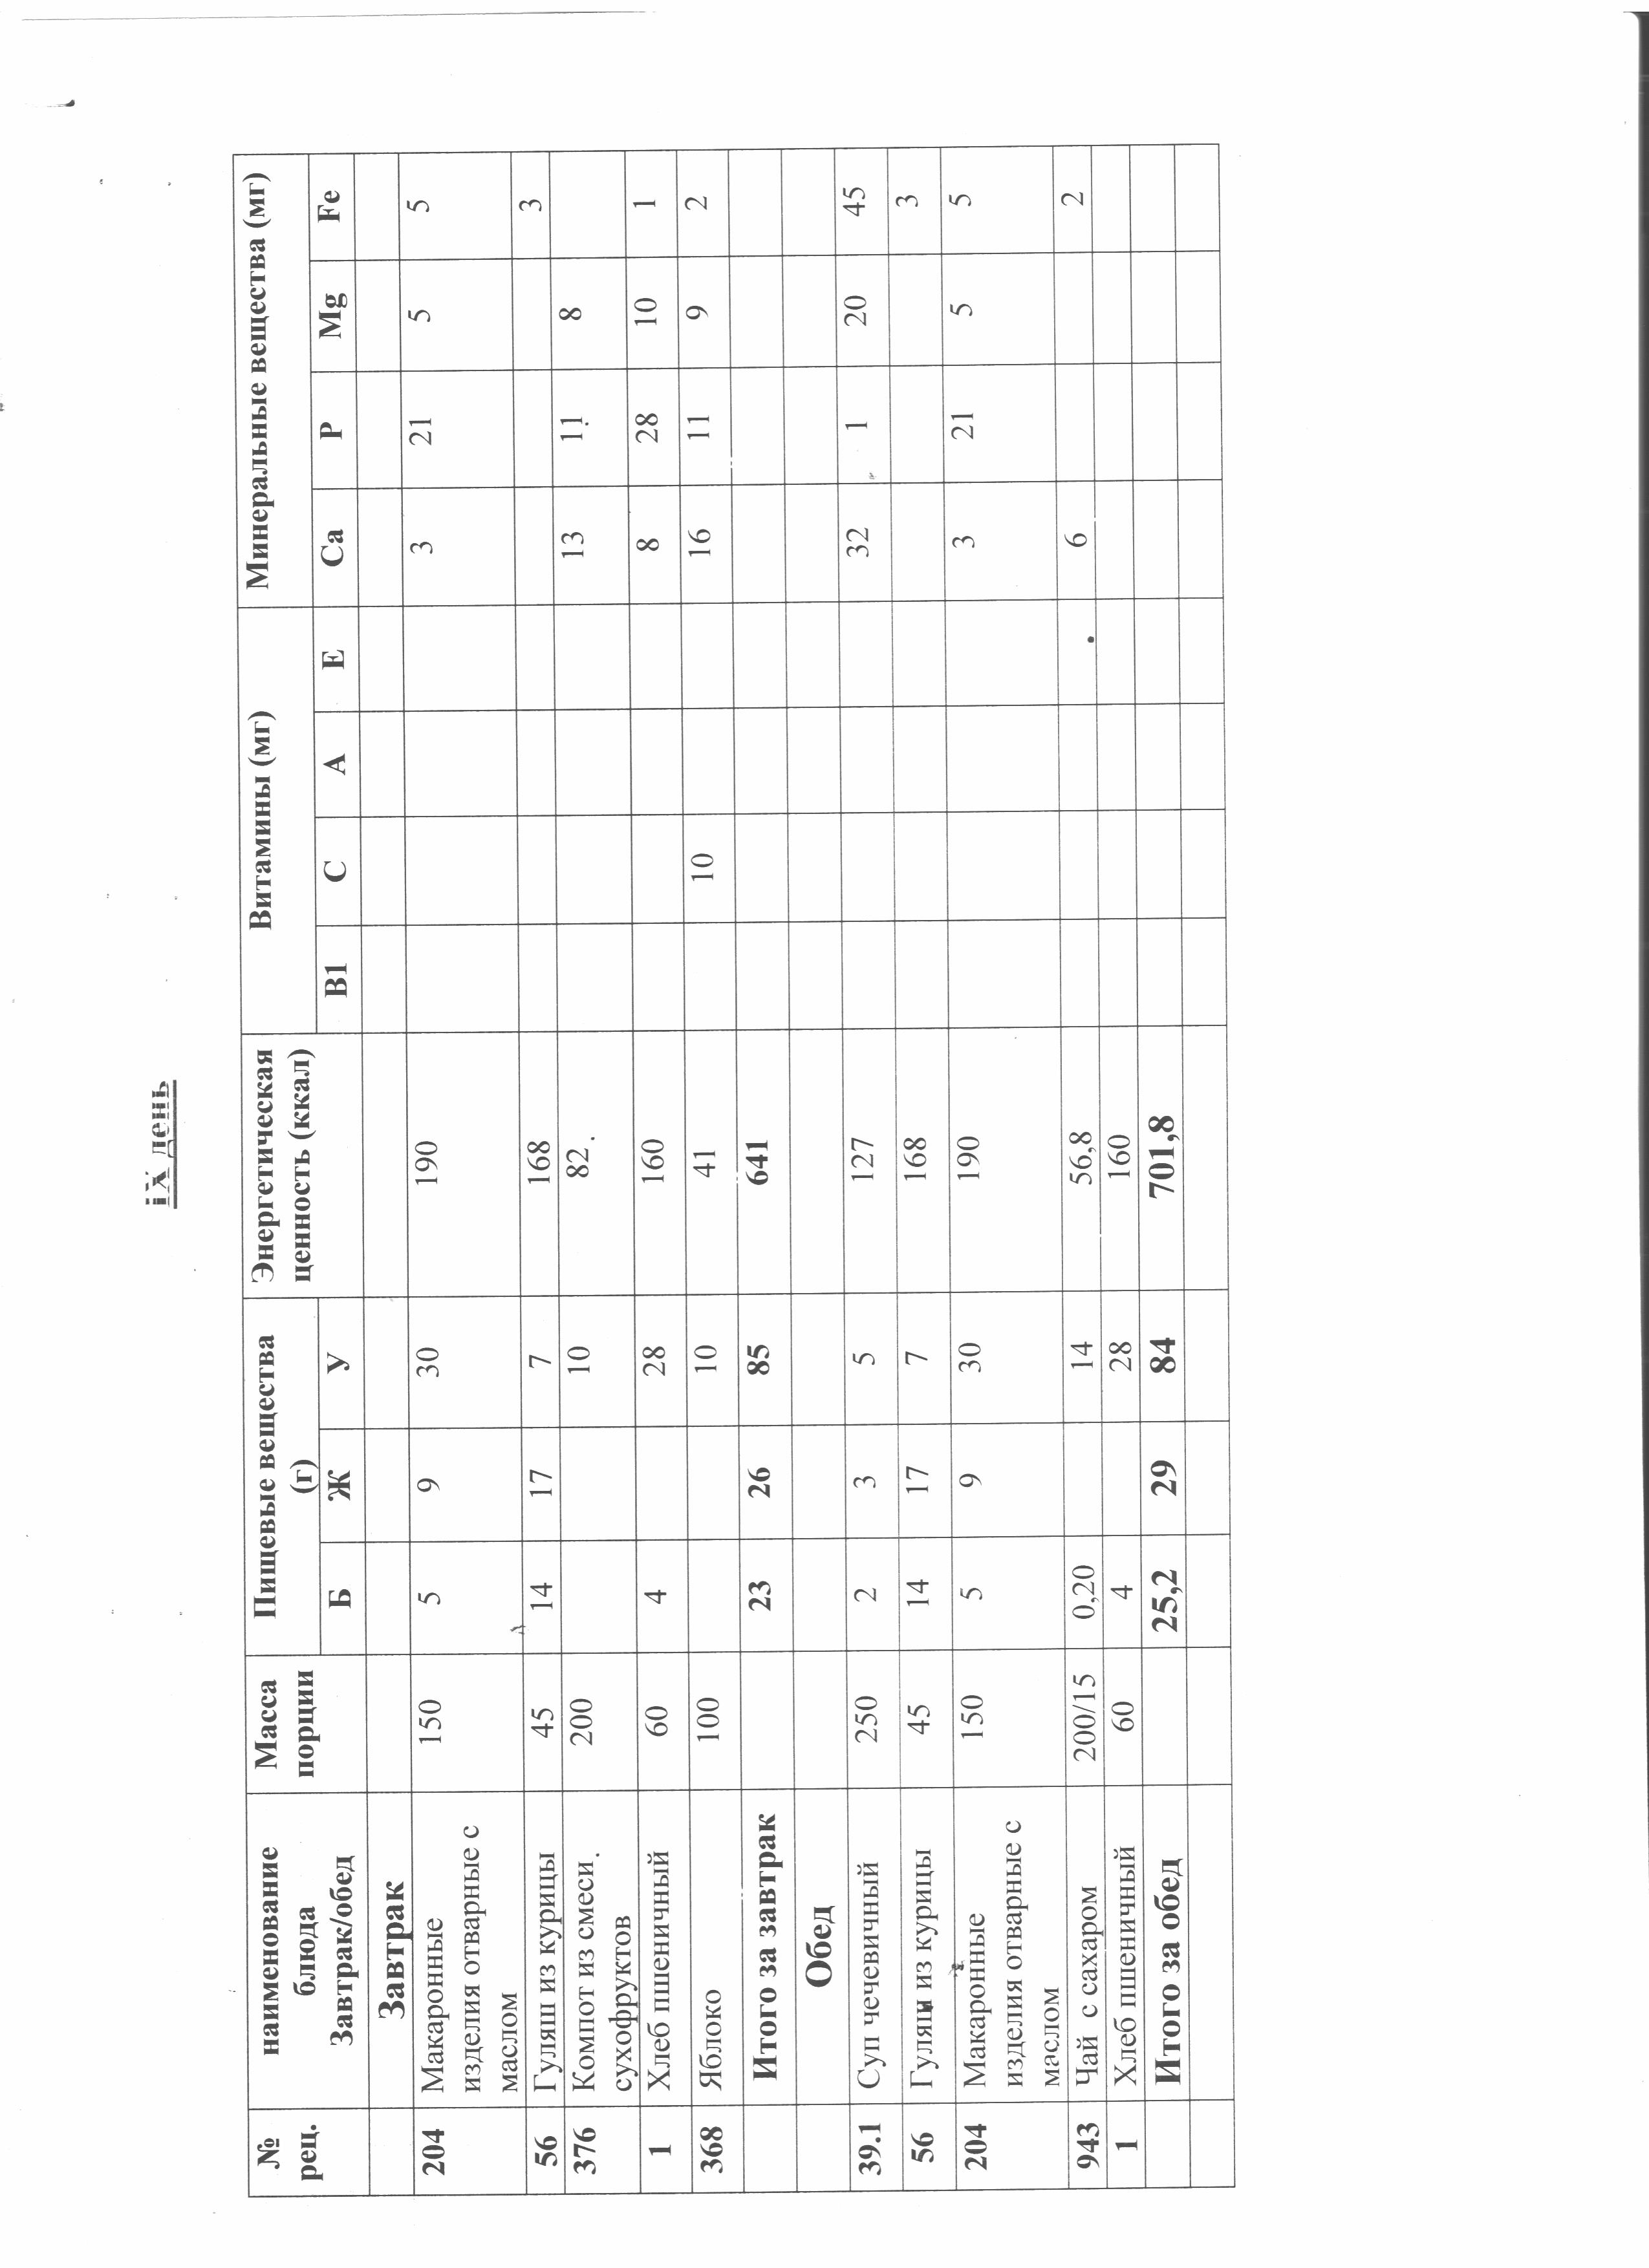 IX день
№ рец. наименование блюда Завтрак/обед Масса порции Пищевые вещества (г) Энергетическая ценность (ккал) Витамины (мг) Минеральные вещества (мг)
Б Ж У В1 С А Е Са Р Mg Fe
Завтрак
204 Макаронные изделия отварные с маслом 150 5 9 30 190 3 21 5 5
56 Гуляш из курицы 45 14 17 7 168 3
376 Компот из смеси сухофруктов 200 10 82 13 11 8
1 Хлеб пшеничный 60 4 28 160 8 28 10 1
368 Яблоко 100 10 41 10 16 11 9 2
Итого за завтрак 23 26 85 641
Обед
39.1 Суп чечевичный 250 2 3 5 127 32 1 20 45
56 Гуляш из курицы 45 14 17 7 168 3
204 Макаронные изделия отварные с маслом 150 5 9 30 190 3 21 5 5
943 Чай с сахаром 200/15 0,20 14 56,8 6 2
1 Хлеб пшеничный 60 4 28 160
Итого за обед 25,2 29 84 701,8